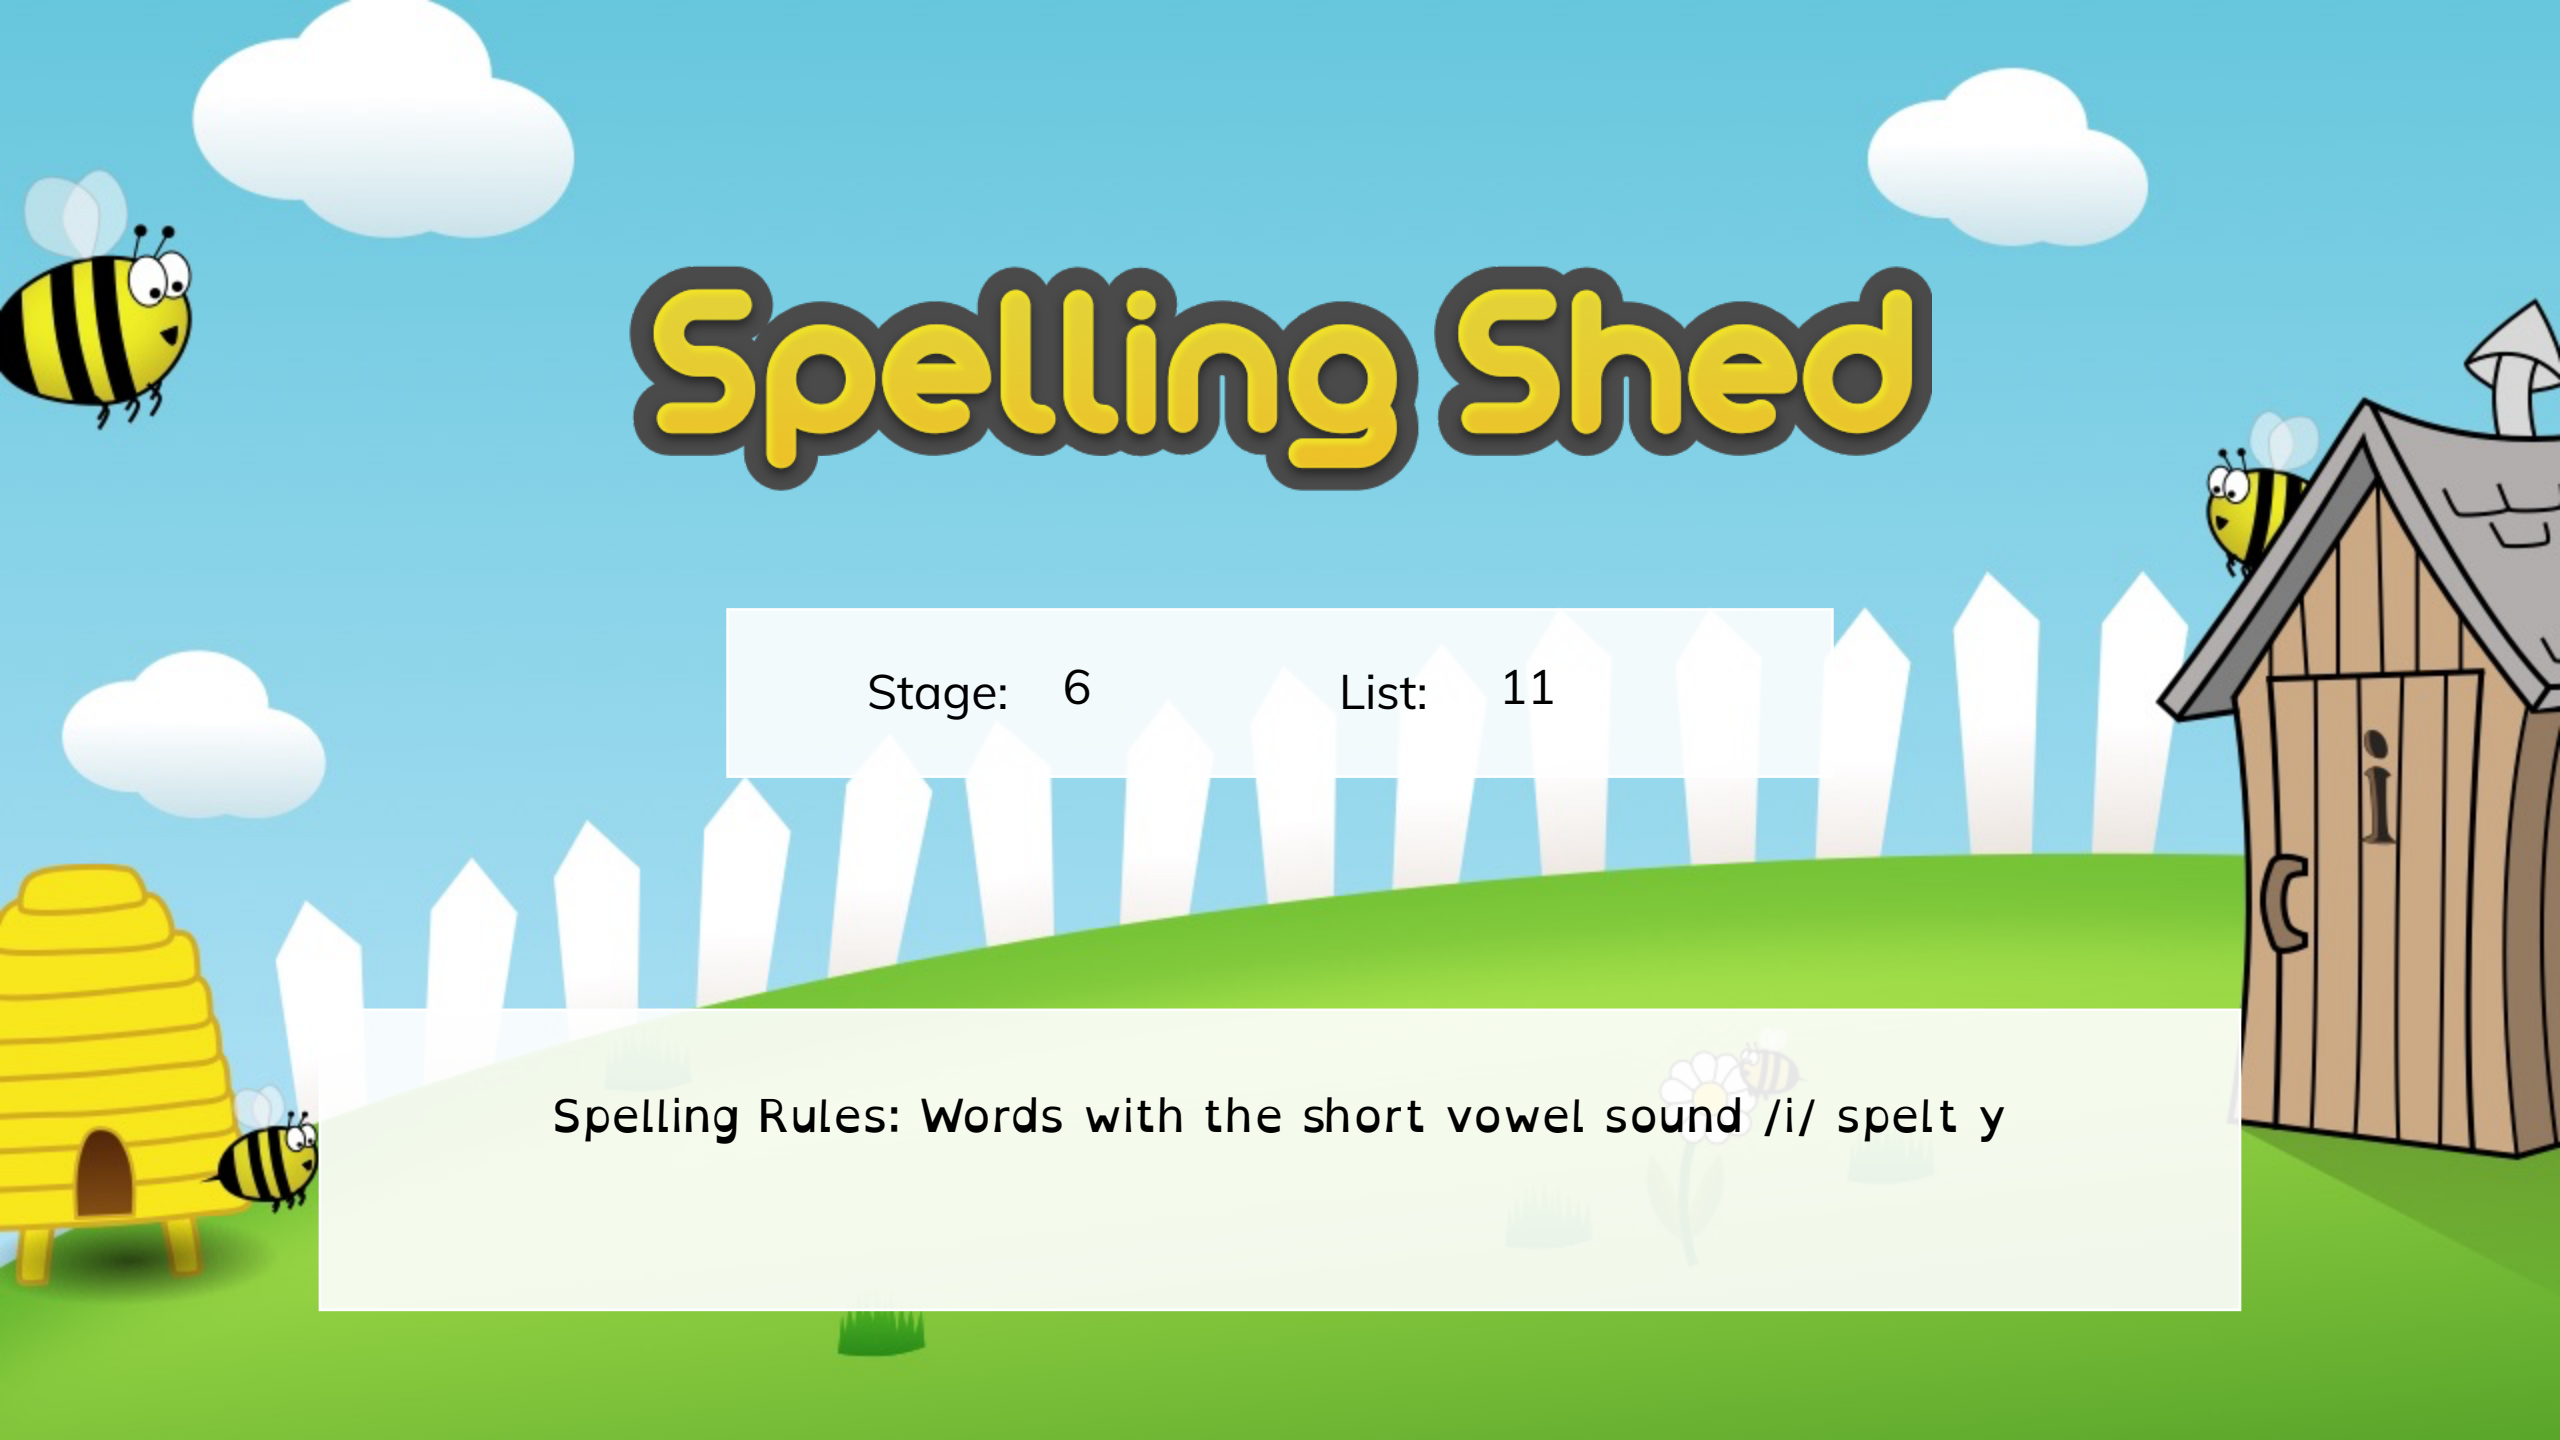 Spelling Shed
Stage: 6 List: 11
i
Spelling Rules: Words with the short vowel sound /i/ spelt y